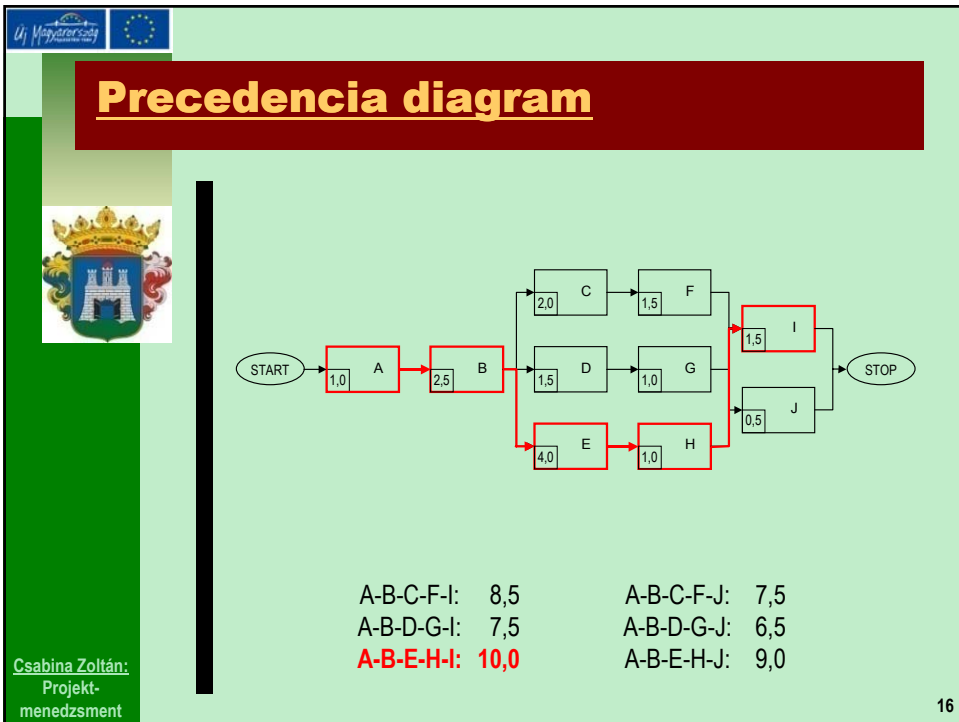 Új Magyarország
Precedencia diagram
C
2,0
F
1,5
I
1,5
START
A
1,0
B
2,5
D
1,5
G
1,0
STOP
J
0,5
E
4,0
H
1,0
A-B-C-F-I: 8,5
A-B-D-G-I: 7,5
A-B-E-H-I: 10,0
A-B-C-F-J: 7,5
A-B-D-G-J: 6,5
A-B-E-H-J: 9,0
Csabina Zoltán:
Projekt-
menedzsment
16